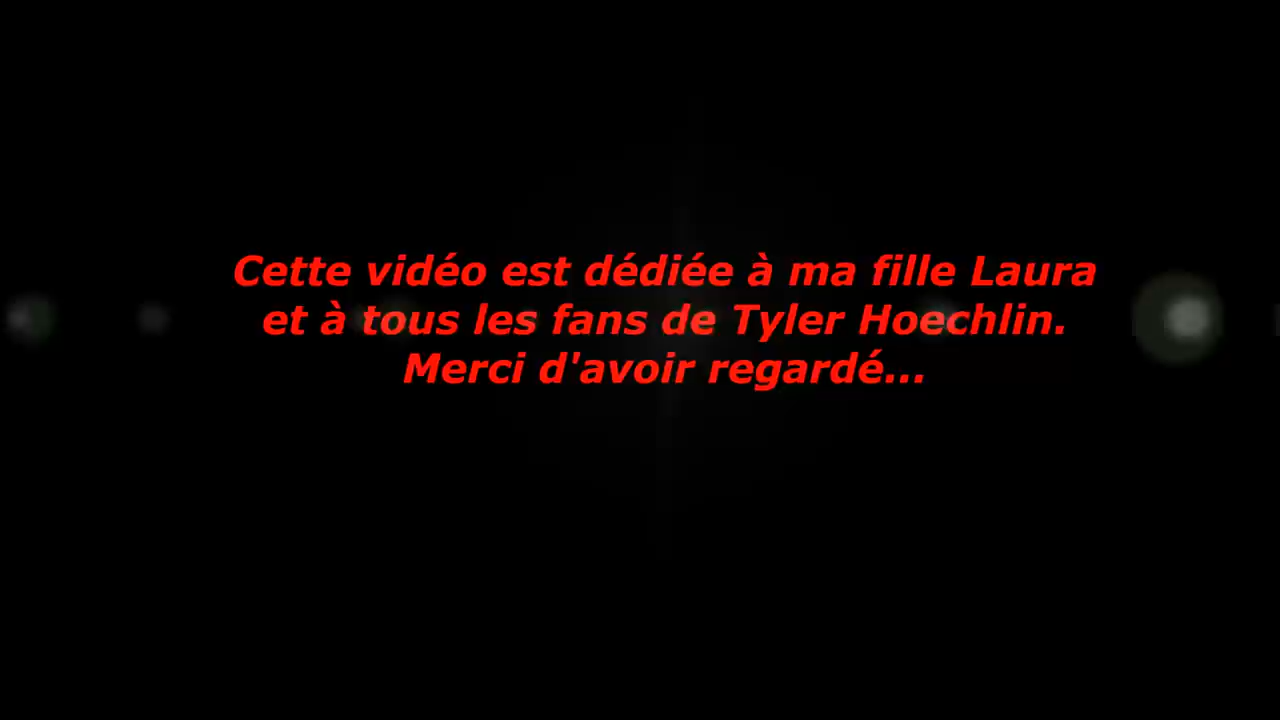 Cette vidéo est dédiée à ma fille Laura
et à tous les fans de Tyler Hoechlin.
Merci d'avoir regardé...